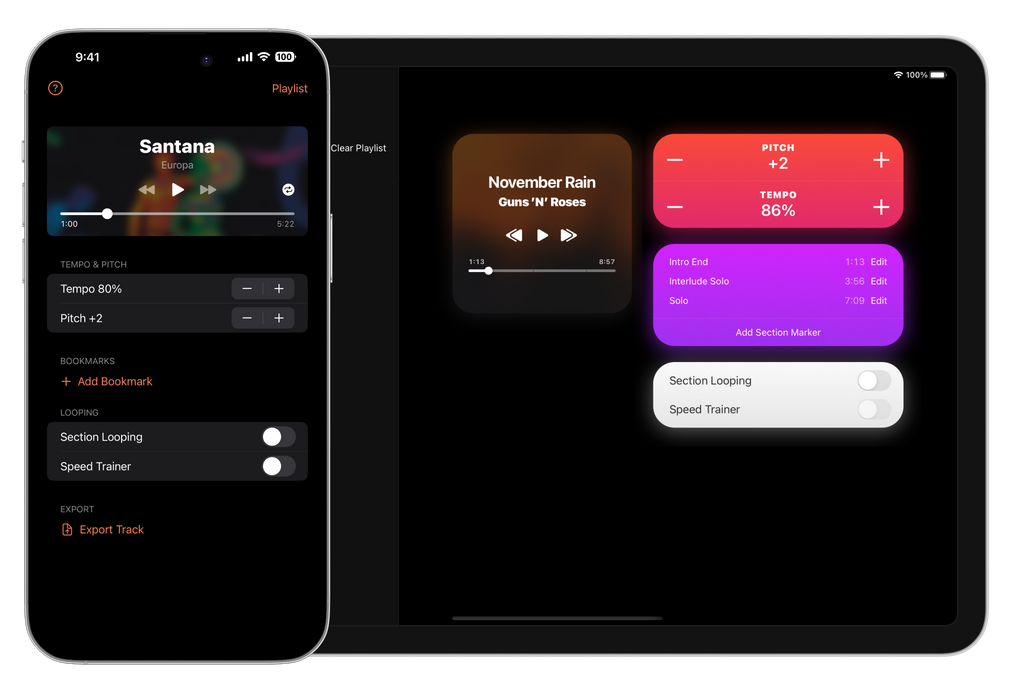 9:41
100
? Playlist
Santana
Europa
1:00 5:22
TEMPO & PITCH
Tempo 80% − +
Pitch +2 − +
BOOKMARKS
+ Add Bookmark
LOOPING
Section Looping
Speed Trainer
EXPORT
Export Track
100%
Clear Playlist
November Rain
Guns ‘N’ Roses
1:13 8:57
PITCH
− +2 +
TEMPO
− 86% +
Intro End 1:13 Edit
Interlude Solo 3:56 Edit
Solo 7:09 Edit
Add Section Marker
Section Looping
Speed Trainer